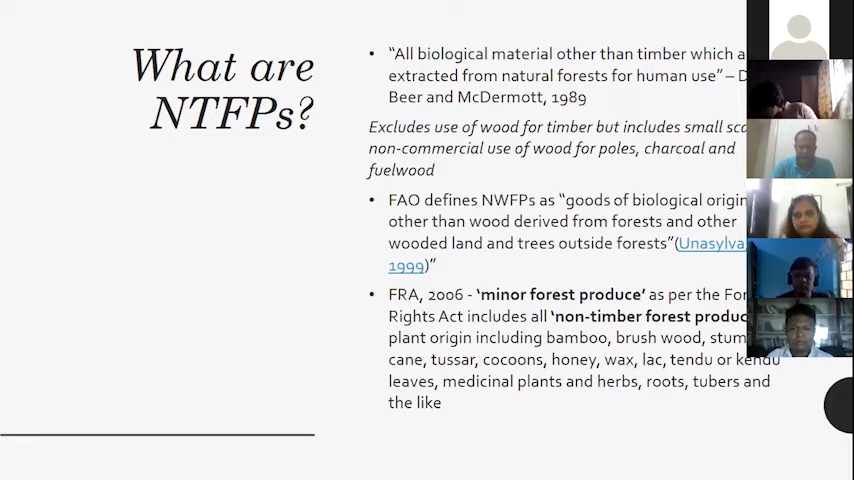 What are
NTFPs?
• “All biological material other than timber which a
extracted from natural forests for human use” – D
Beer and McDermott, 1989
Excludes use of wood for timber but includes small sca
non-commercial use of wood for poles, charcoal and
fuelwood
• FAO defines NWFPs as “goods of biological origin
other than wood derived from forests and other
wooded land and trees outside forests”(Unasylva
1999)”
• FRA, 2006 - ‘minor forest produce’ as per the For
Rights Act includes all ‘non-timber forest produc
plant origin including bamboo, brush wood, stum
cane, tussar, cocoons, honey, wax, lac, tendu or kendu
leaves, medicinal plants and herbs, roots, tubers and
the like